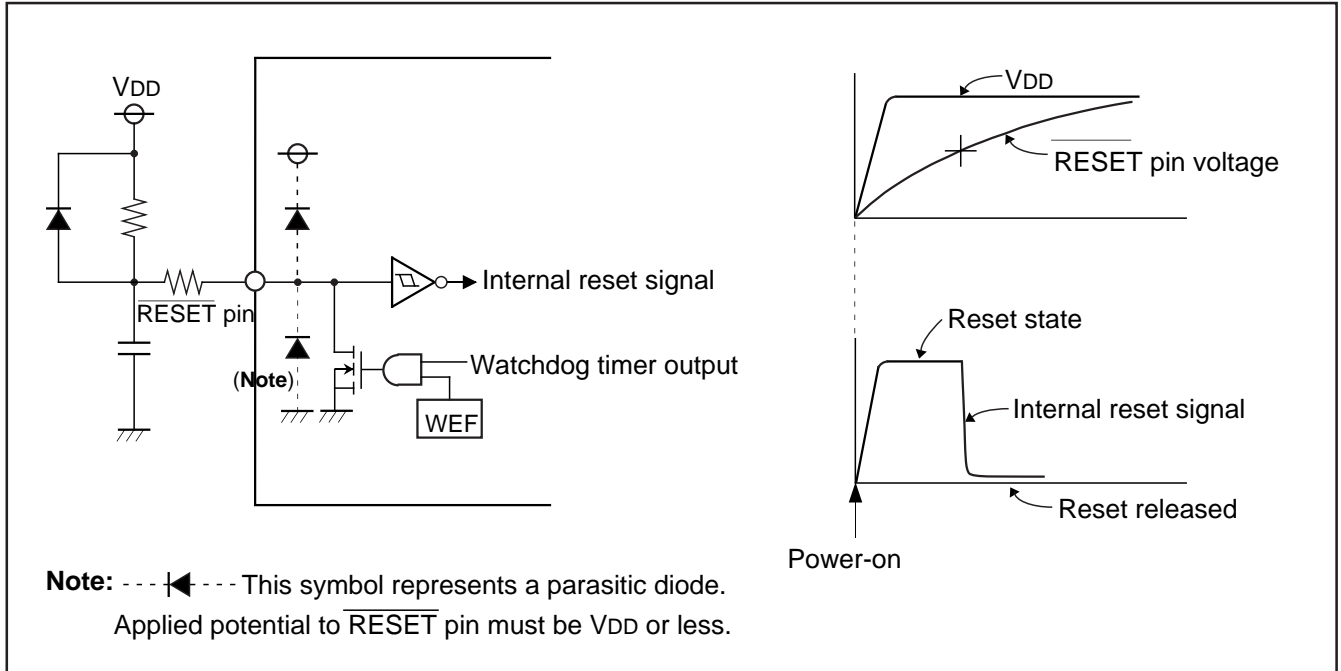 VDD
RESET pin
(Note)
Internal reset signal
Watchdog timer output
WEF
VDD
RESET pin voltage
Reset state
Internal reset signal
Reset released
Power-on
Note: This symbol represents a parasitic diode.
Applied potential to RESET pin must be VDD or less.